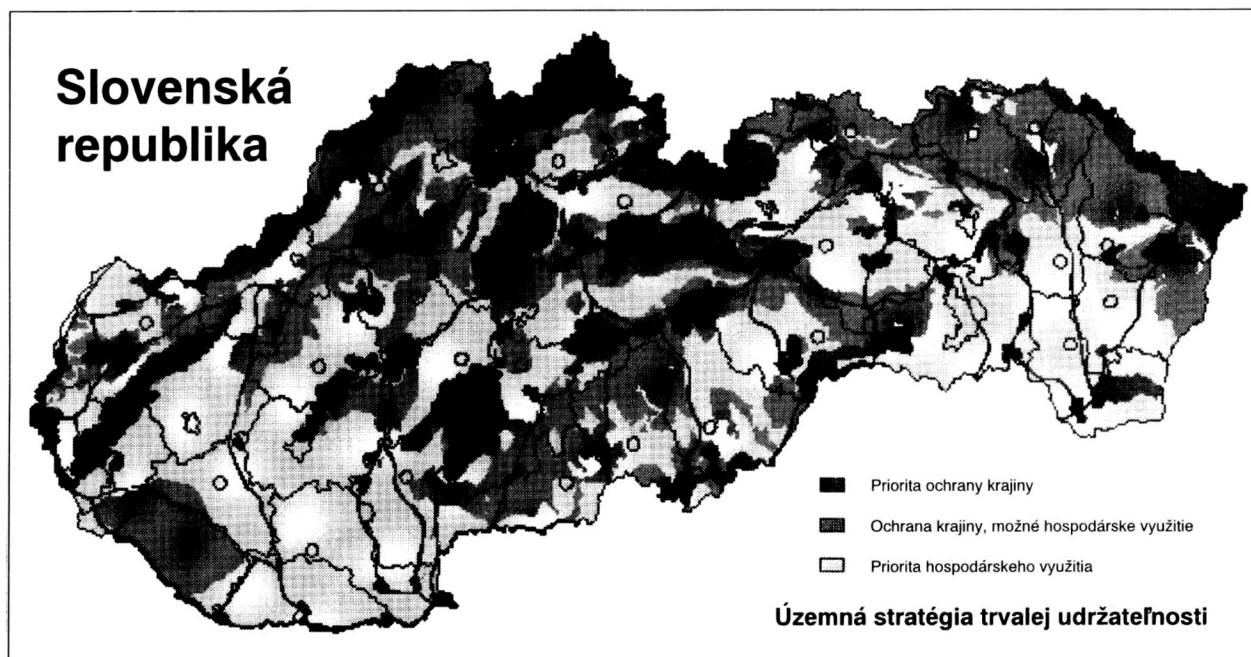 Slovenská
republika
Priorita ochrany krajiny
Ochrana krajiny, možné hospodárske využitie
Priorita hospodárskeho využitia
Územná stratégia trvalej udržateľnosti